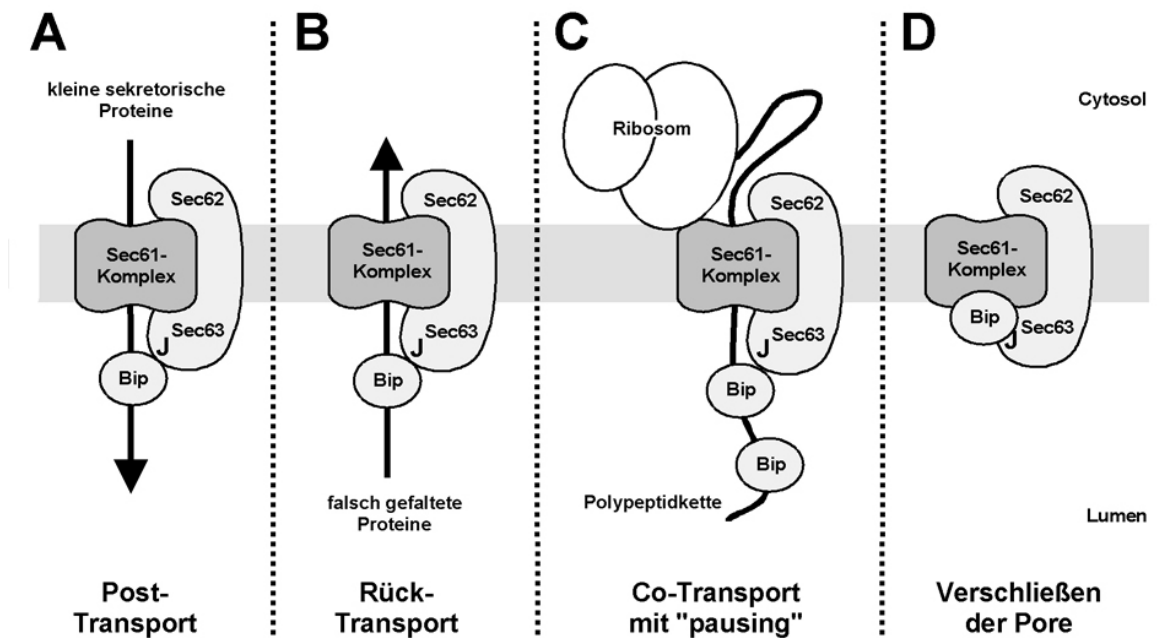 A
kleine sekretorische
Proteine
Sec62
Sec61-
Komplex
Sec63
J
Bip
Post-
Transport
B
Sec62
Sec61-
Komplex
Sec63
J
Bip
falsch gefaltete
Proteine
Rück-
Transport
C
Ribosom
Sec62
Sec61-
Komplex
Sec63
J
Bip
Bip
Polypeptidkette
Co-Transport
mit "pausing"
D
Cytosol
Sec62
Sec61-
Komplex
Bip
Sec63
J
Lumen
Verschließen
der Pore